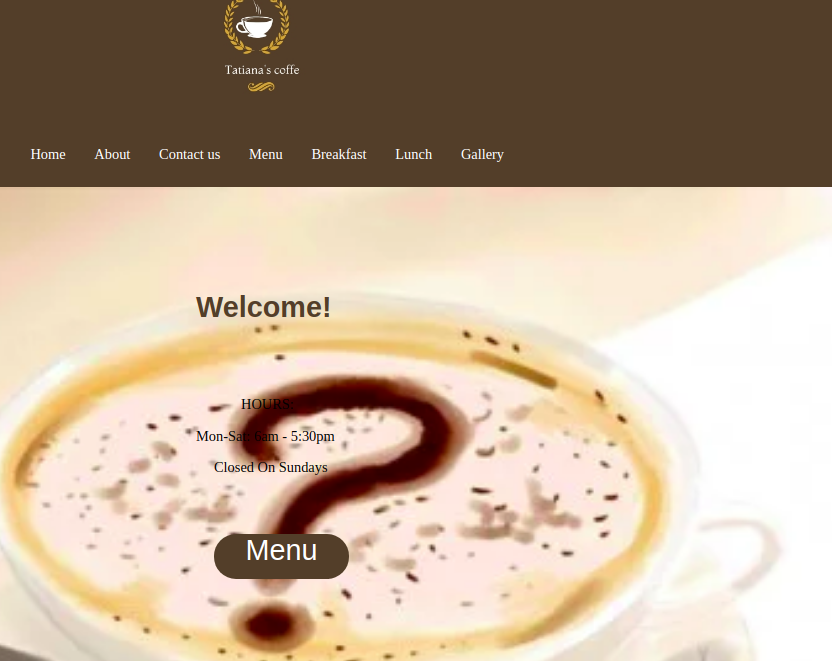 Tatiana's coffe
Home About Contact us Menu Breakfast Lunch Gallery
Welcome!
HOURS:
Mon-Sat: 6am - 5:30pm
Closed On Sundays
Menu